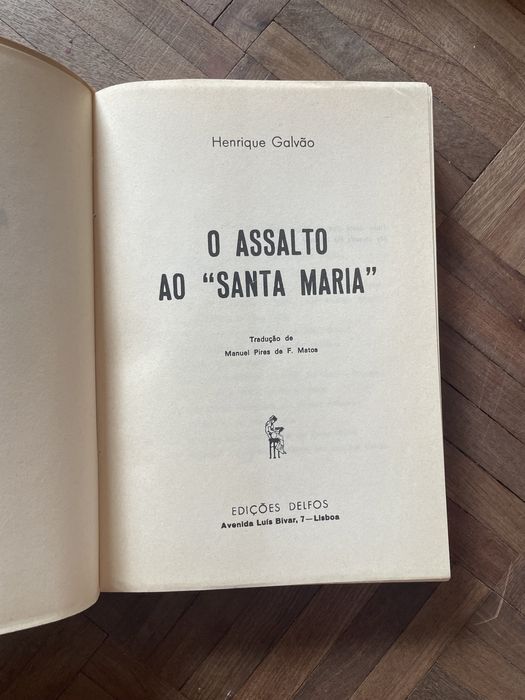 Henrique Galvão
O ASSALTO
AO "SANTA MARIA"
Tradução de
Manuel Pires de F. Matos
EDIÇÕES DELFOS
Avenida Luís Bivar, 7—Lisboa